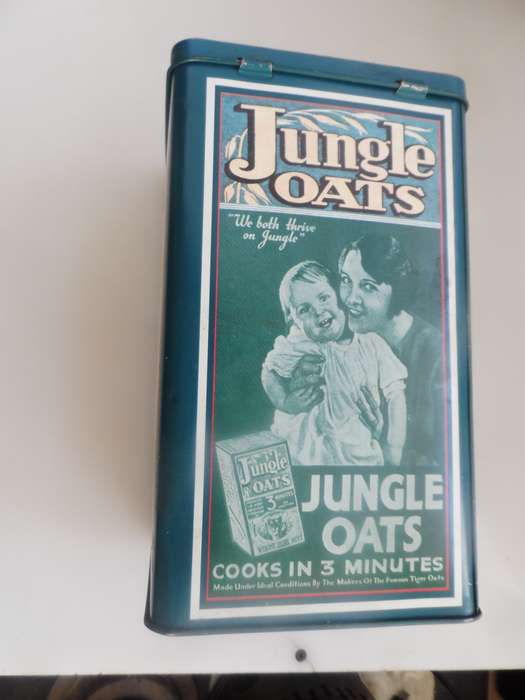 Jungle
OATS
"We both thrive
on Jungle"
Jungle
OATS
3 MINUTES
JUNGLE
OATS
COOKS IN 3 MINUTES
Made Under Ideal Conditions By The Makers Of The Famous Tiger Oats